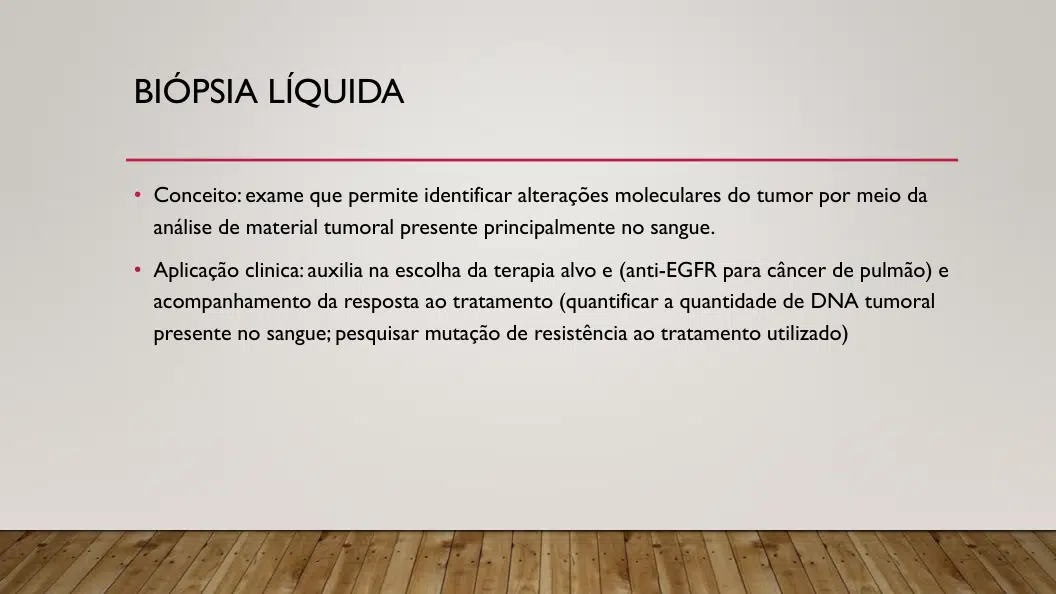 BIÓPSIA LÍQUIDA
• Conceito: exame que permite identificar alterações moleculares do tumor por meio da
análise de material tumoral presente principalmente no sangue.
• Aplicação clinica: auxilia na escolha da terapia alvo e (anti-EGFR para câncer de pulmão) e
acompanhamento da resposta ao tratamento (quantificar a quantidade de DNA tumoral
presente no sangue; pesquisar mutação de resistência ao tratamento utilizado)